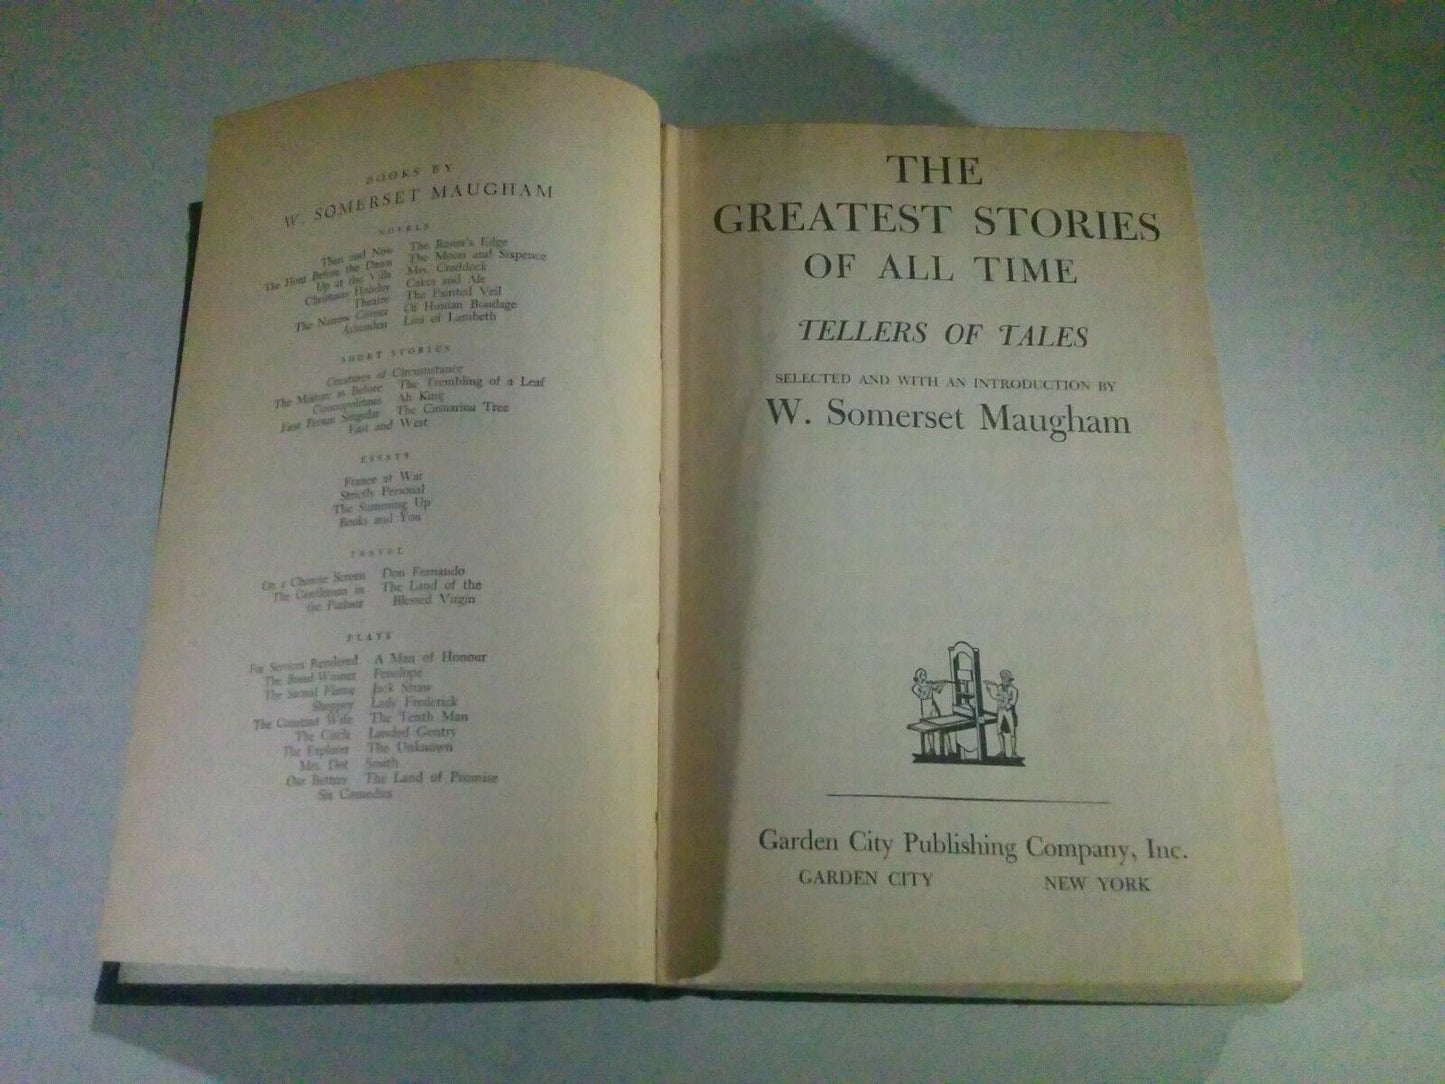 BOOKS BY
W. SOMERSET MAUGHAM
NOVELS
Then and Now The Razor's Edge
The Hour Before the Dawn The Moon and Sixpence
Up at the Villa Mrs. Craddock
Christmas Holiday Cakes and Ale
Theatre The Painted Veil
The Narrow Corner Of Human Bondage
Ashenden Liza of Lambeth
SHORT STORIES
Creatures of Circumstance
The Mixture as Before The Trembling of a Leaf
Cosmopolitans Ah King
First Person Singular The Casuarina Tree
East and West
ESSAYS
France at War
Strictly Personal
The Summing Up
Books and You
TRAVEL
On a Chinese Screen Don Fernando
The Gentleman in The Land of the
the Parlour Blessed Virgin
PLAYS
For Services Rendered A Man of Honour
The Bread-Winner Penelope
The Sacred Flame Jack Straw
Sheppey Lady Frederick
The Constant Wife The Tenth Man
The Circle Landed Gentry
The Explorer The Unknown
Mrs. Dot Smith
Our Betters The Land of Promise
Six Comedies
THE
GREATEST STORIES
OF ALL TIME
TELLERS OF TALES
SELECTED AND WITH AN INTRODUCTION BY
W. Somerset Maugham
Garden City Publishing Company, Inc.
GARDEN CITY NEW YORK